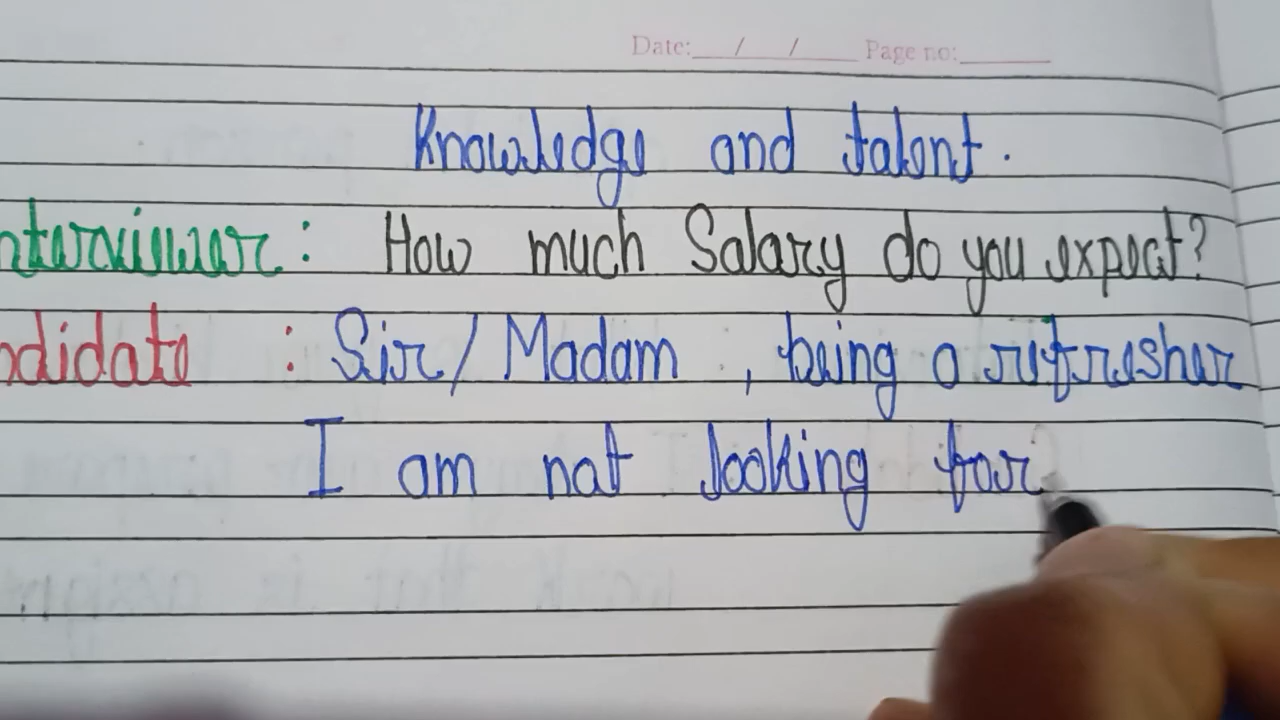 Date: / / Page no:
Knowledge and talent.
nterviewer : How much Salary do you expect?
ndidate : Sir/Madam , being a refresher
I am not looking for